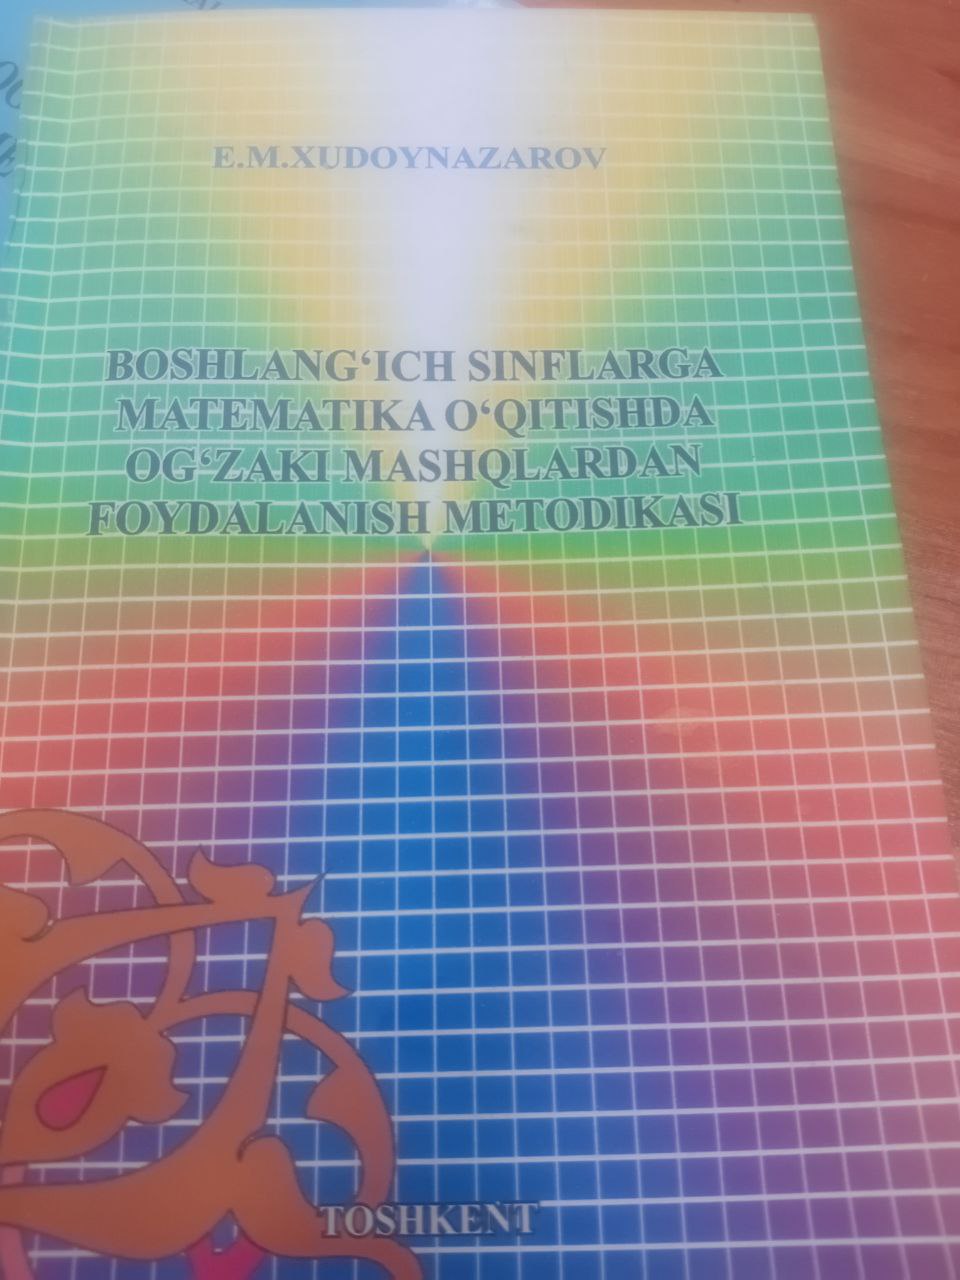 E.M.XUDOYNAZAROV
BOSHLANG‘ICH SINFLARGA
MATEMATIKA O‘QITISHDA
OG‘ZAKI MASHQLARDAN
FOYDALANISH METODIKASI
TOSHKENT